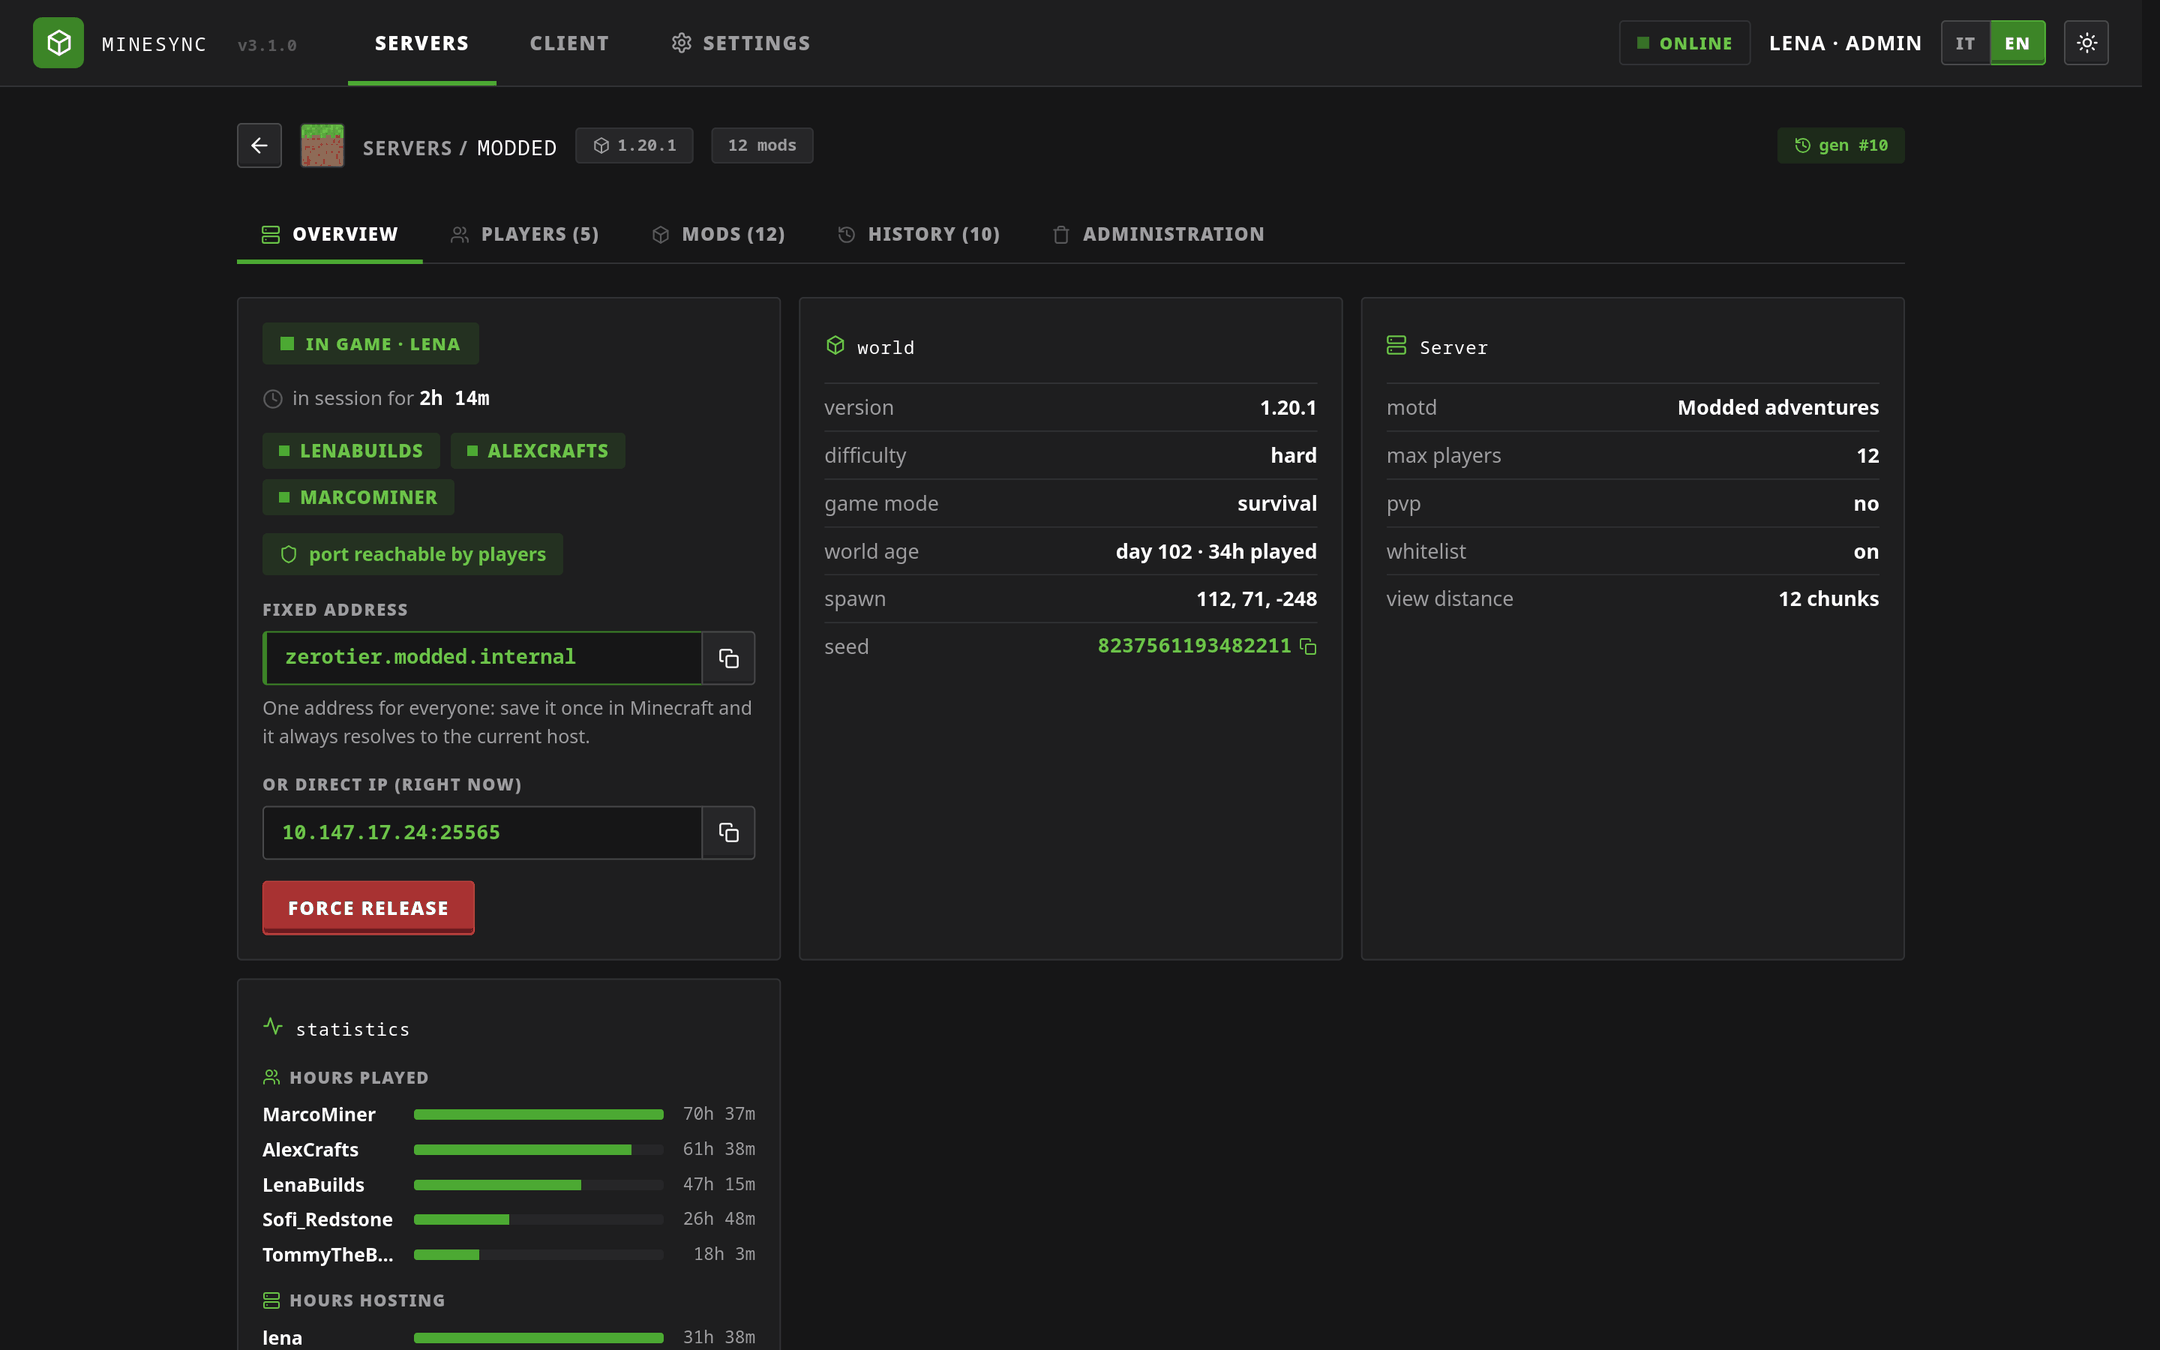 MINESYNC v3.1.0 SERVERS CLIENT SETTINGS ONLINE LENA · ADMIN IT EN
SERVERS / MODDED 1.20.1 12 mods gen #10
OVERVIEW PLAYERS (5) MODS (12) HISTORY (10) ADMINISTRATION
IN GAME · LENA
in session for 2h 14m
LENABUILDS ALEXCRAFTS
MARCOMINER
port reachable by players
FIXED ADDRESS
zerotier.modded.internal
One address for everyone: save it once in Minecraft and
it always resolves to the current host.
OR DIRECT IP (RIGHT NOW)
10.147.17.24:25565
FORCE RELEASE
world
version 1.20.1
difficulty hard
game mode survival
world age day 102 · 34h played
spawn 112, 71, -248
seed 8237561193482211
Server
motd Modded adventures
max players 12
pvp no
whitelist on
view distance 12 chunks
statistics
HOURS PLAYED
MarcoMiner 70h 37m
AlexCrafts 61h 38m
LenaBuilds 47h 15m
Sofi_Redstone 26h 48m
TommyTheB... 18h 3m
HOURS HOSTING
lena 31h 38m